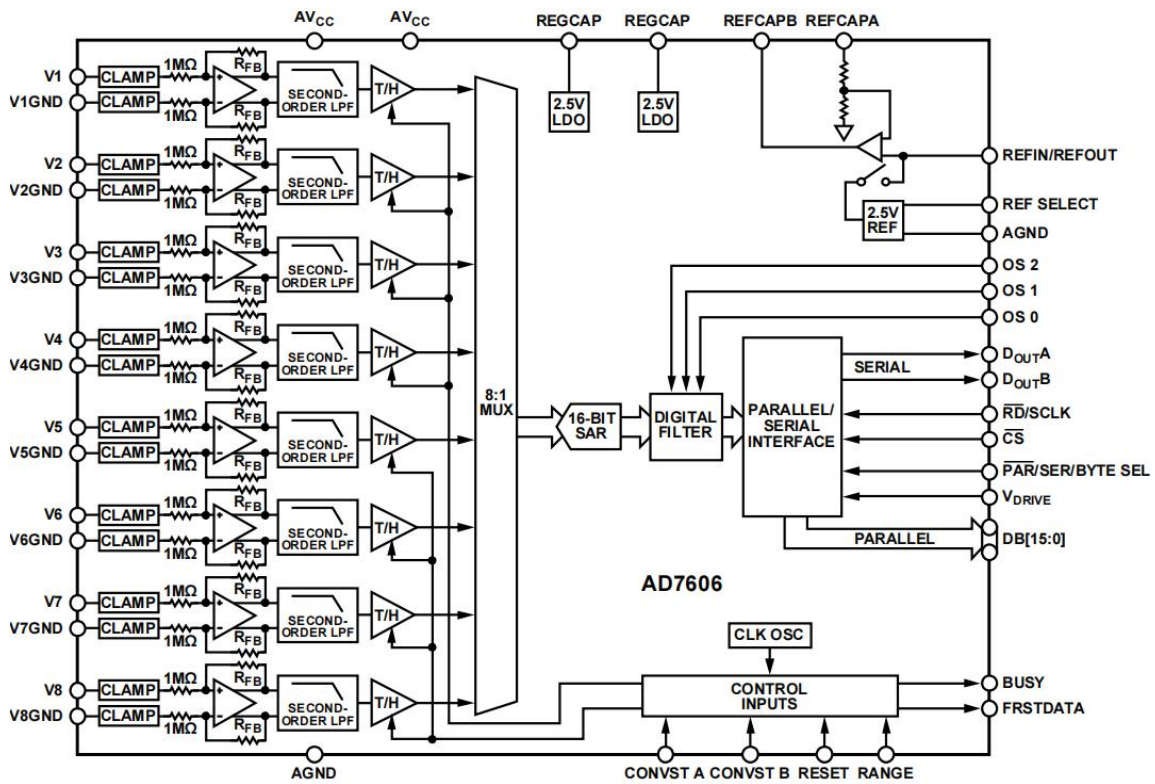 AVCC
AVCC
REGCAP
REGCAP
REFCAPB
REFCAPA
V1
CLAMP
1MΩ
RFB
V1GND
CLAMP
1MΩ
RFB
SECOND-
ORDER LPF
T/H
2.5V
LDO
2.5V
LDO
V2
CLAMP
1MΩ
RFB
V2GND
CLAMP
1MΩ
RFB
SECOND-
ORDER LPF
T/H
REFIN/REFOUT
2.5V
REF
REF SELECT
AGND
V3
CLAMP
1MΩ
RFB
V3GND
CLAMP
1MΩ
RFB
SECOND-
ORDER LPF
T/H
OS 2
OS 1
OS 0
V4
CLAMP
1MΩ
RFB
V4GND
CLAMP
1MΩ
RFB
SECOND-
ORDER LPF
T/H
8:1
MUX
16-BIT
SAR
DIGITAL
FILTER
PARALLEL/
SERIAL
INTERFACE
SERIAL
DOUTA
DOUTB
RD/SCLK
CS
PAR/SER/BYTE SEL
VDRIVE
PARALLEL
DB[15:0]
V5
CLAMP
1MΩ
RFB
V5GND
CLAMP
1MΩ
RFB
SECOND-
ORDER LPF
T/H
V6
CLAMP
1MΩ
RFB
V6GND
CLAMP
1MΩ
RFB
SECOND-
ORDER LPF
T/H
AD7606
V7
CLAMP
1MΩ
RFB
V7GND
CLAMP
1MΩ
RFB
SECOND-
ORDER LPF
T/H
CLK OSC
V8
CLAMP
1MΩ
RFB
V8GND
CLAMP
1MΩ
RFB
SECOND-
ORDER LPF
T/H
CONTROL
INPUTS
BUSY
FRSTDATA
AGND
CONVST A
CONVST B
RESET
RANGE